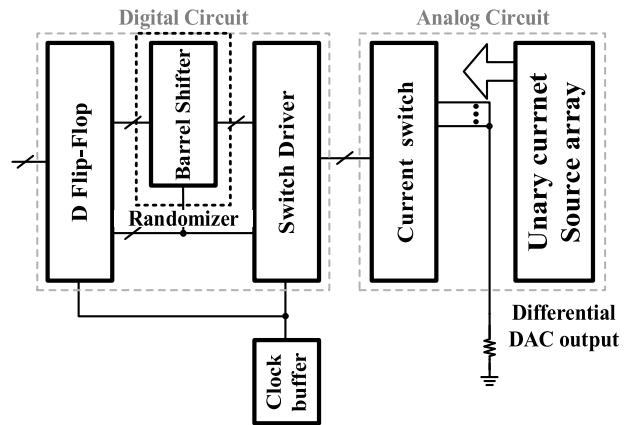 Digital Circuit
Analog Circuit
D Flip-Flop
Barrel Shifter
Randomizer
Switch Driver
Current switch
Unary currnet
Source array
Differential
DAC output
Clock
buffer